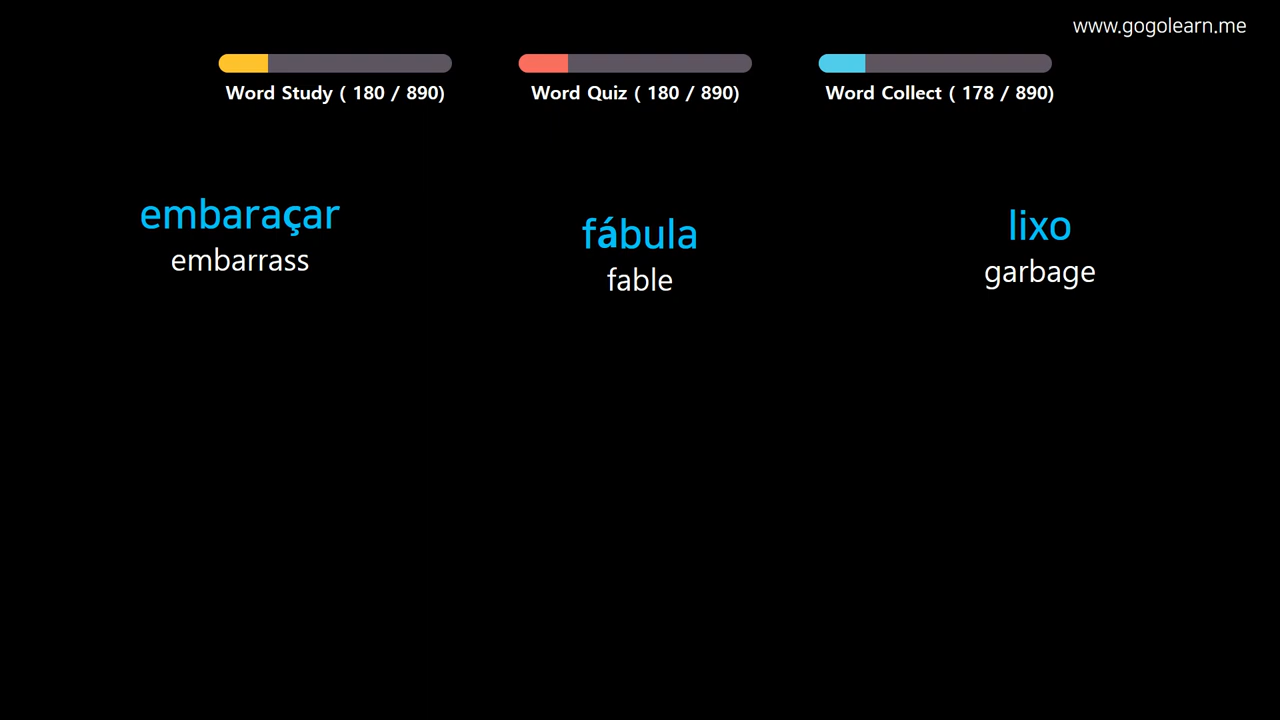 www.gogolearn.me
Word Study ( 180 / 890)
Word Quiz ( 180 / 890)
Word Collect ( 178 / 890)
embaraçar
embarrass
fábula
fable
lixo
garbage